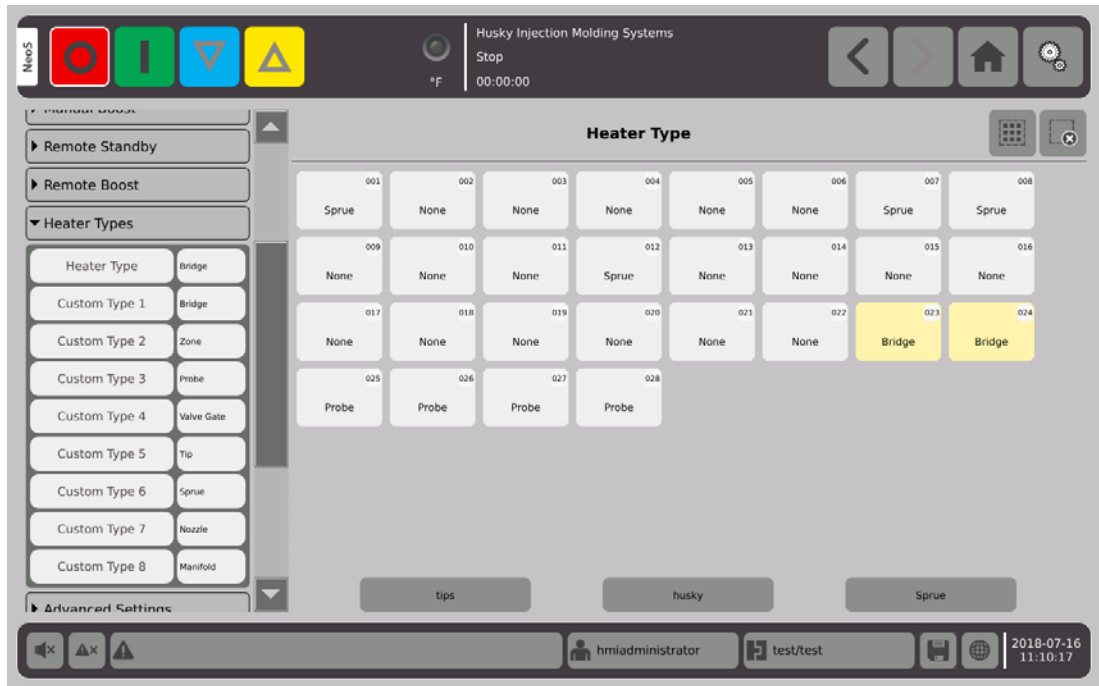 Neo5
Husky Injection Molding Systems
Stop
°F
00:00:00
Manual Boost
Remote Standby
Remote Boost
Heater Types
Heater Type Bridge
Custom Type 1 Bridge
Custom Type 2 Zone
Custom Type 3 Probe
Custom Type 4 Valve Gate
Custom Type 5 Tip
Custom Type 6 Sprue
Custom Type 7 Nozzle
Custom Type 8 Manifold
Advanced Settings
Heater Type
001 002 003 004 005 006 007 008
Sprue None None None None None Sprue Sprue
009 010 011 012 013 014 015 016
None None None Sprue None None None None
017 018 019 020 021 022 023 024
None None None None None None Bridge Bridge
025 026 027 028
Probe Probe Probe Probe
tips husky Sprue
hmiadministrator test/test
2018-07-16
11:10:17